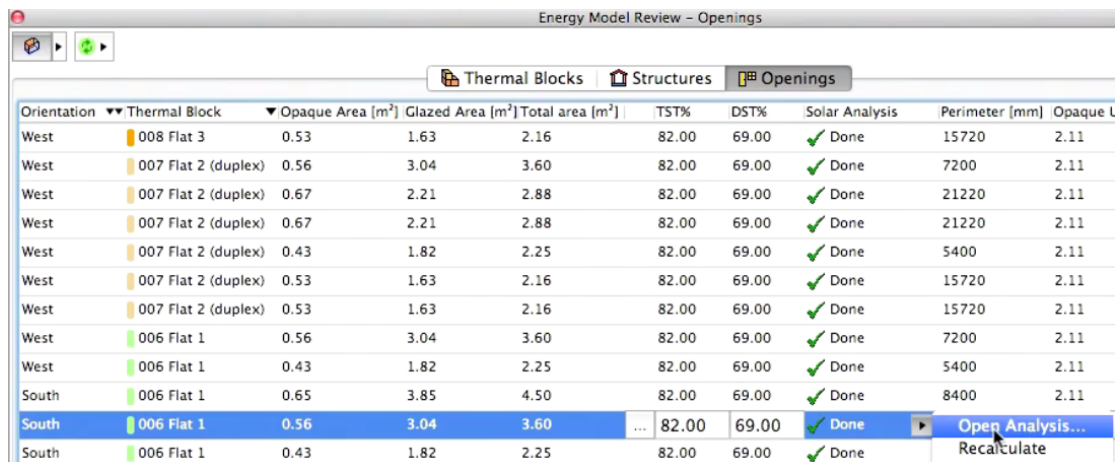 Energy Model Review – Openings
Thermal Blocks Structures Openings
Orientation Thermal Block Opaque Area [m²] Glazed Area [m²] Total area [m²] TST% DST% Solar Analysis Perimeter [mm] Opaque U
West 008 Flat 3 0.53 1.63 2.16 82.00 69.00 Done 15720 2.11
West 007 Flat 2 (duplex) 0.56 3.04 3.60 82.00 69.00 Done 7200 2.11
West 007 Flat 2 (duplex) 0.67 2.21 2.88 82.00 69.00 Done 21220 2.11
West 007 Flat 2 (duplex) 0.67 2.21 2.88 82.00 69.00 Done 21220 2.11
West 007 Flat 2 (duplex) 0.43 1.82 2.25 82.00 69.00 Done 5400 2.11
West 007 Flat 2 (duplex) 0.53 1.63 2.16 82.00 69.00 Done 15720 2.11
West 007 Flat 2 (duplex) 0.53 1.63 2.16 82.00 69.00 Done 15720 2.11
West 006 Flat 1 0.56 3.04 3.60 82.00 69.00 Done 7200 2.11
West 006 Flat 1 0.43 1.82 2.25 82.00 69.00 Done 5400 2.11
South 006 Flat 1 0.65 3.85 4.50 82.00 69.00 Done 8400 2.11
South 006 Flat 1 0.56 3.04 3.60 ... 82.00 69.00 Done Open Analysis...
South 006 Flat 1 0.43 1.82 2.25 82.00 69.00 Done Recalculate